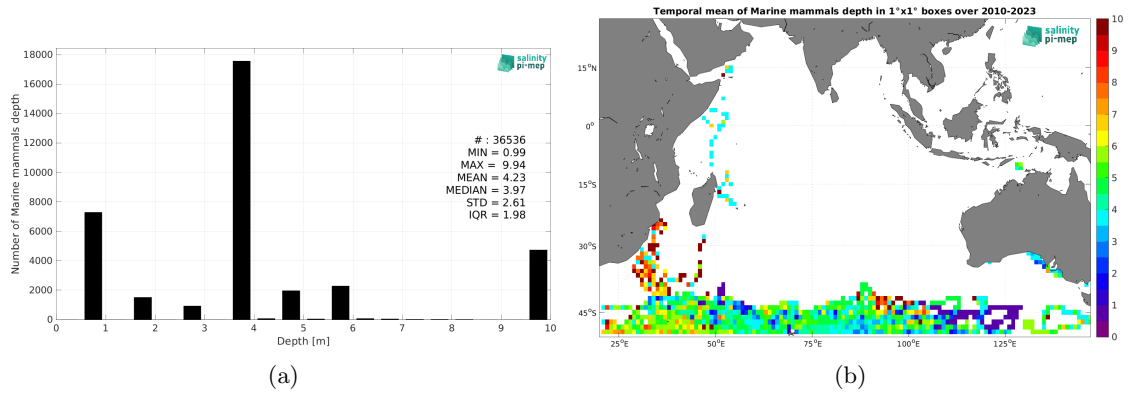 Temporal mean of Marine mammals depth in 1°x1° boxes over 2010-2023
salinity
pi-mep
18000
16000
14000
12000
10000
8000
6000
4000
2000
0
Number of Marine mammals depth
# : 36536
MIN = 0.99
MAX = 9.94
MEAN = 4.23
MEDIAN = 3.97
STD = 2.61
IQR = 1.98
0 1 2 3 4 5 6 7 8 9 10
Depth [m]
(a)
salinity
pi-mep
15°N
0°
15°S
30°S
45°S
25°E 50°E 75°E 100°E 125°E
10
9
8
7
6
5
4
3
2
1
0
(b)